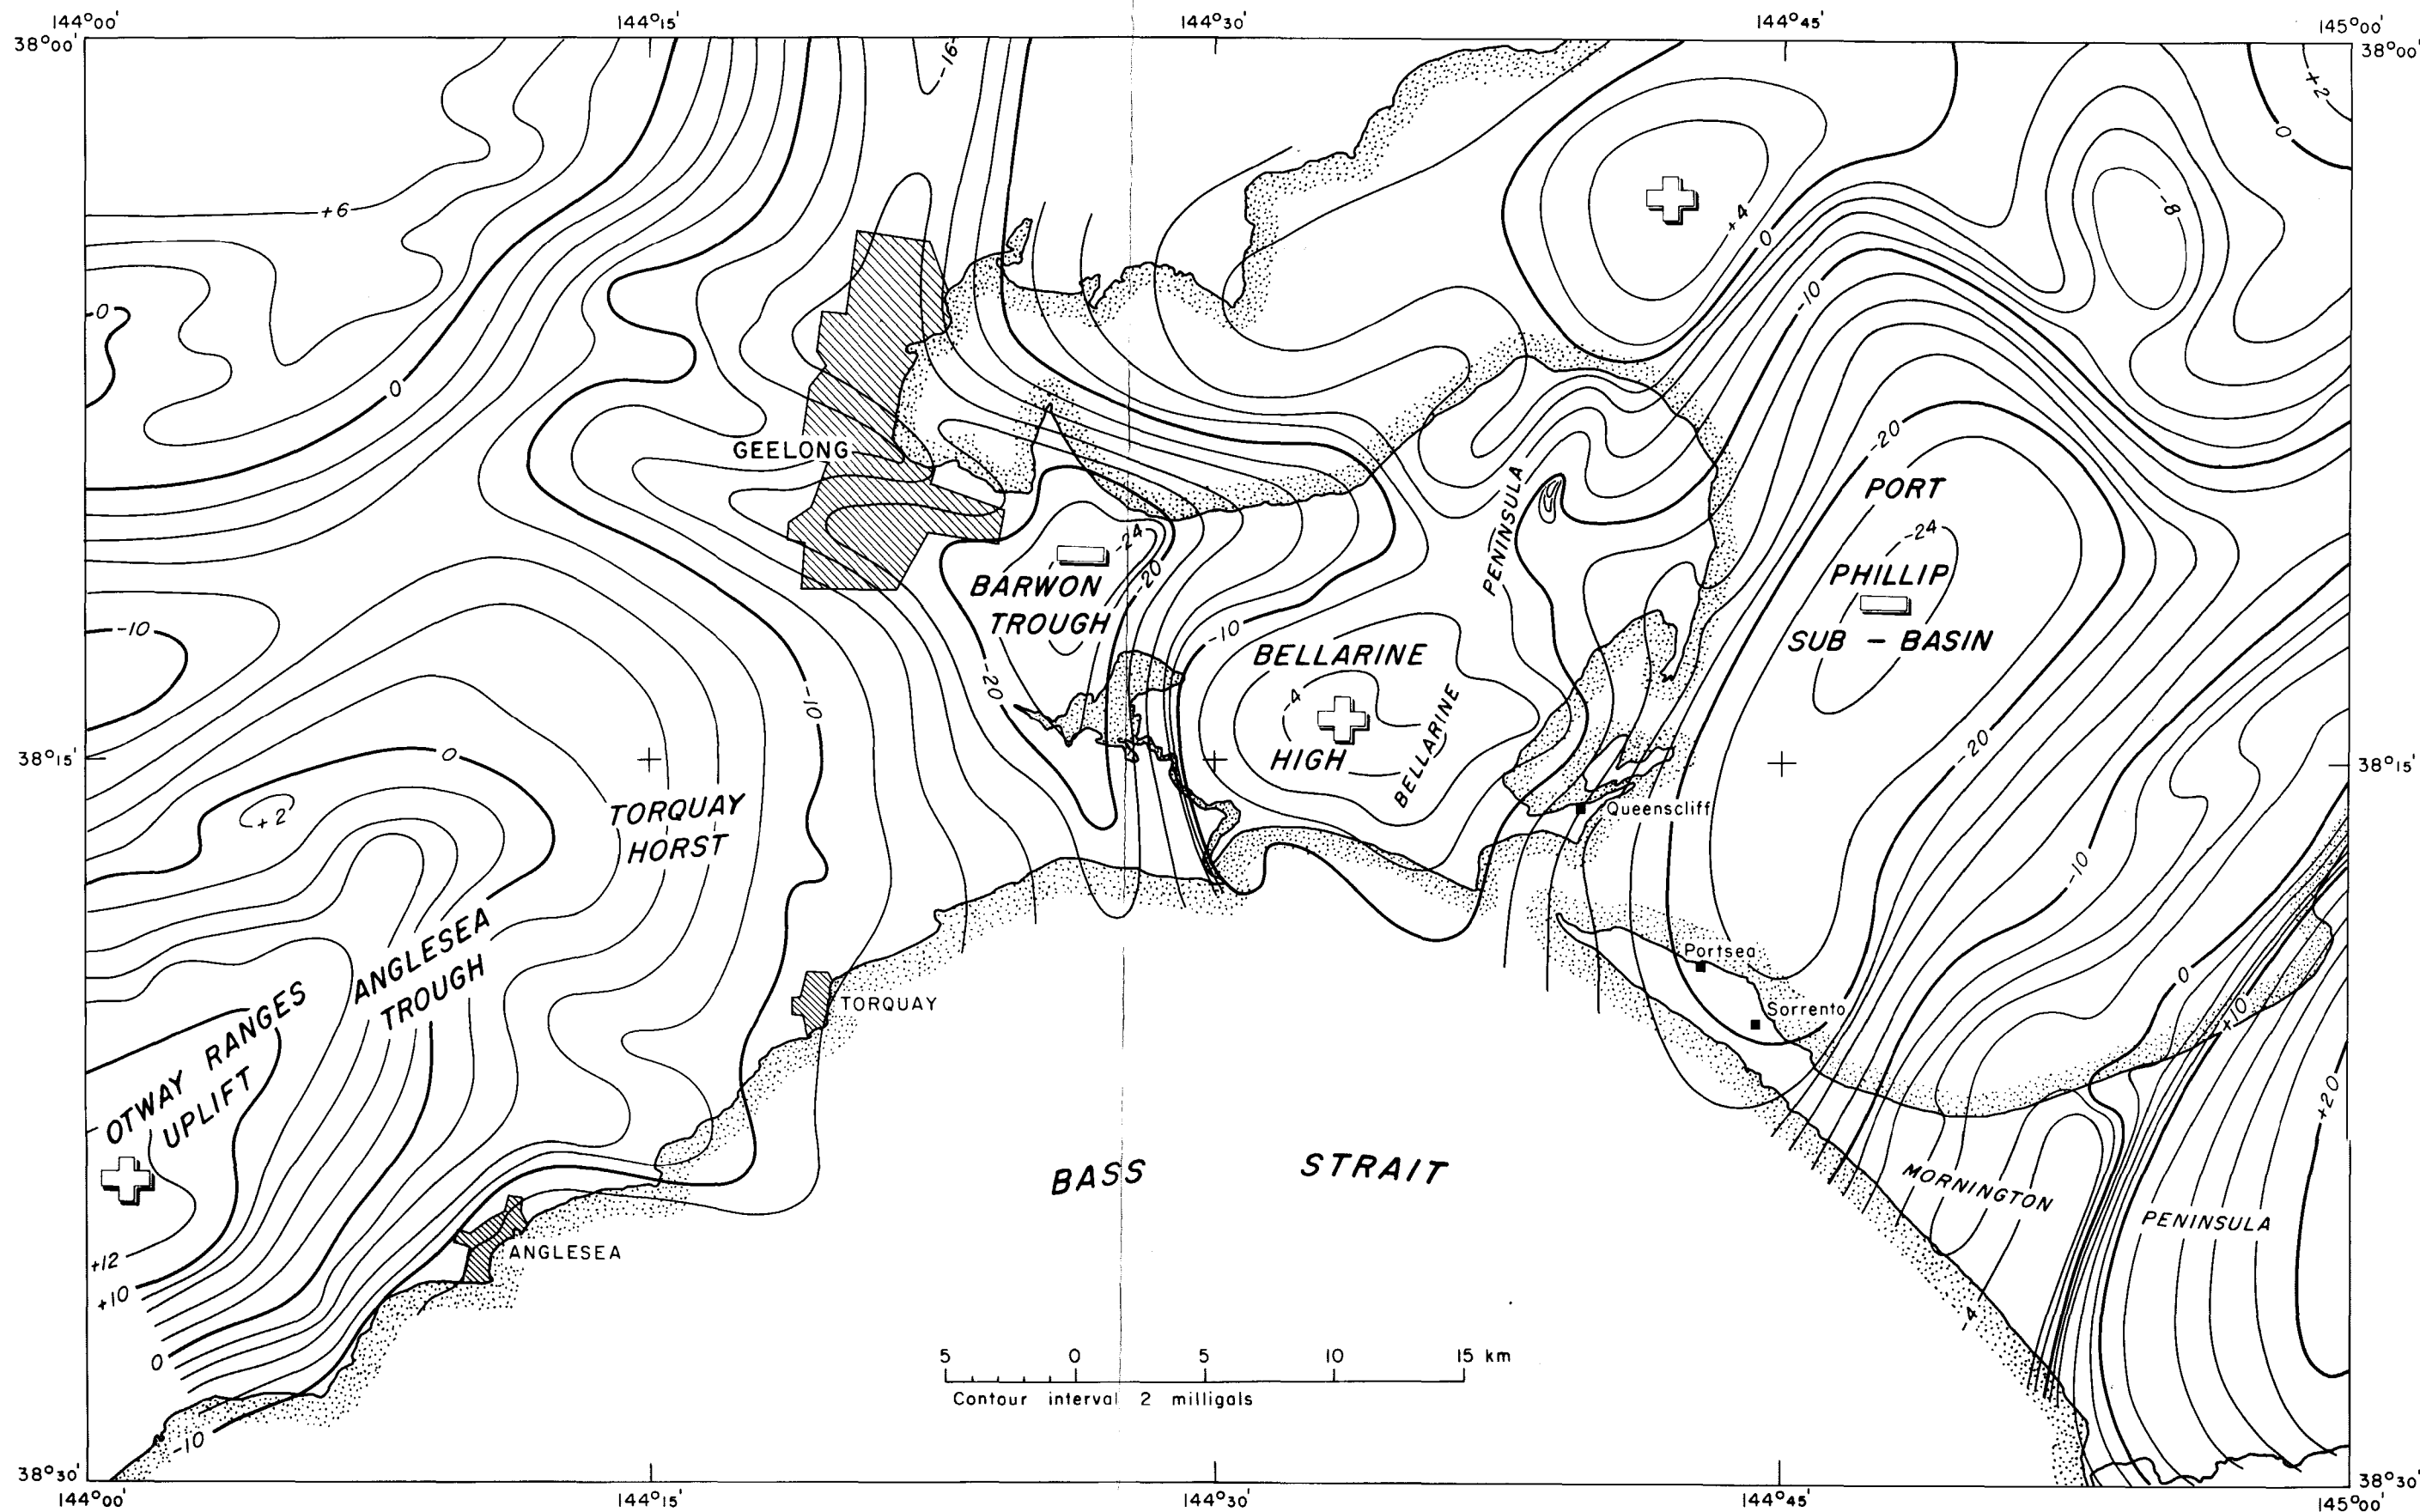 144°00'
144°15'
144°30'
144°45'
145°00'
38°00'
38°00'
-16
+2
0
+6
-8
+4
0
0
-10
0
-20
GEELONG
PORT
PENINSULA
-24
-24
BARWON
-20
PHILLIP
TROUGH
-10
-10
SUB - BASIN
BELLARINE
-20
-10
-4
BELLARINE
0
-20
38°15'
HIGH
38°15'
+2
TORQUAY
Queenscliff
HORST
-10
ANGLESEA
TROUGH
Portsea
0
OTWAY RANGES
UPLIFT
TORQUAY
Sorrento
+10
+20
BASS STRAIT
MORNINGTON
PENINSULA
ANGLESEA
+12
+10
-4
0
5 0 5 10 15 km
Contour interval 2 milligals
-10
38°30'
38°30'
144°00'
144°15'
144°30'
144°45'
145°00'